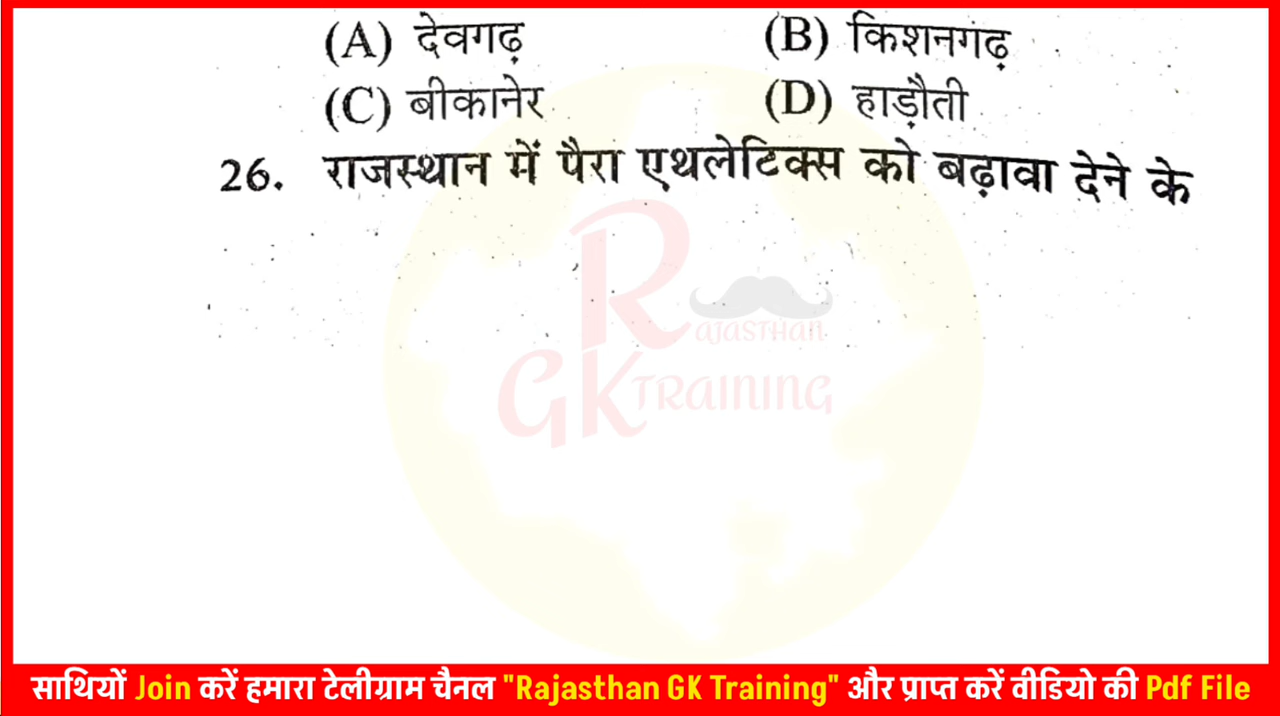 (A) देवगढ़ (B) किशनगढ़
(C) बीकानेर (D) हाड़ौती
26. राजस्थान में पैरा एथलेटिक्स को बढ़ावा देने के
RAJASTHAN
GK TRAINING
साथियों Join करें हमारा टेलीग्राम चैनल "Rajasthan GK Training" और प्राप्त करें वीडियो की Pdf File